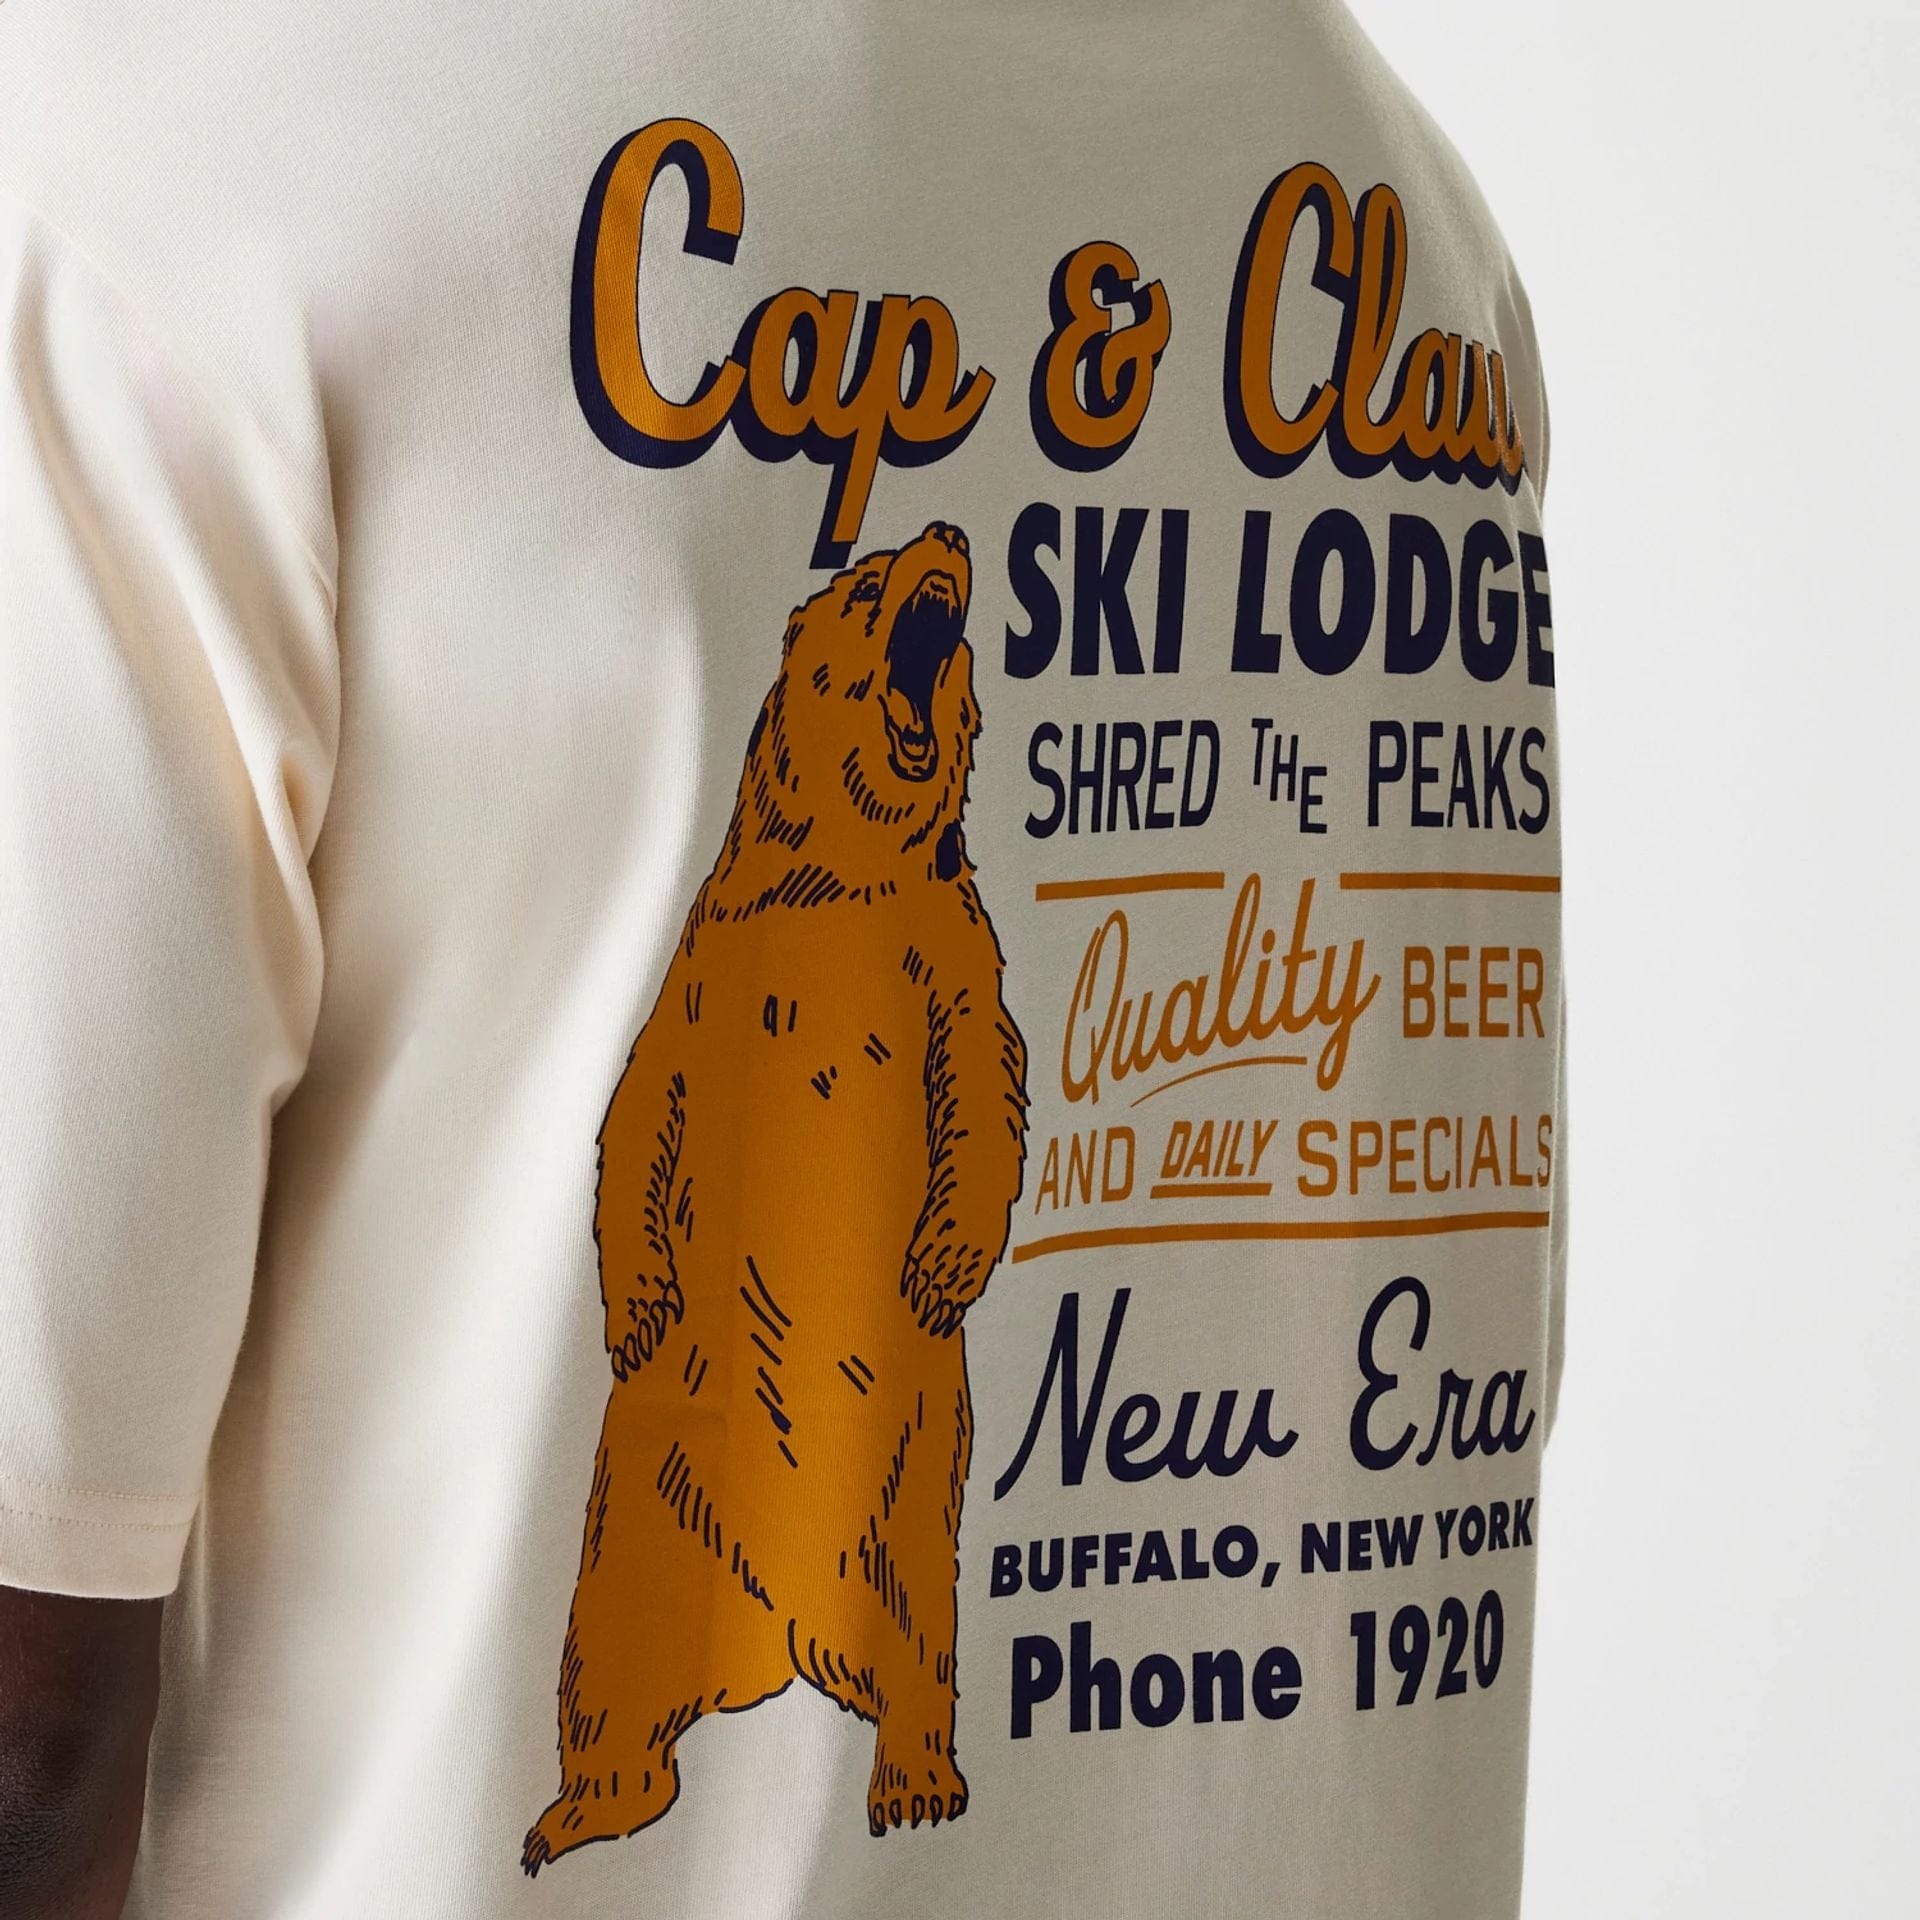 Cap & Claw
SKI LODGE
SHRED THE PEAKS
Quality BEER
AND DAILY SPECIALS
New Era
BUFFALO, NEW YORK
Phone 1920